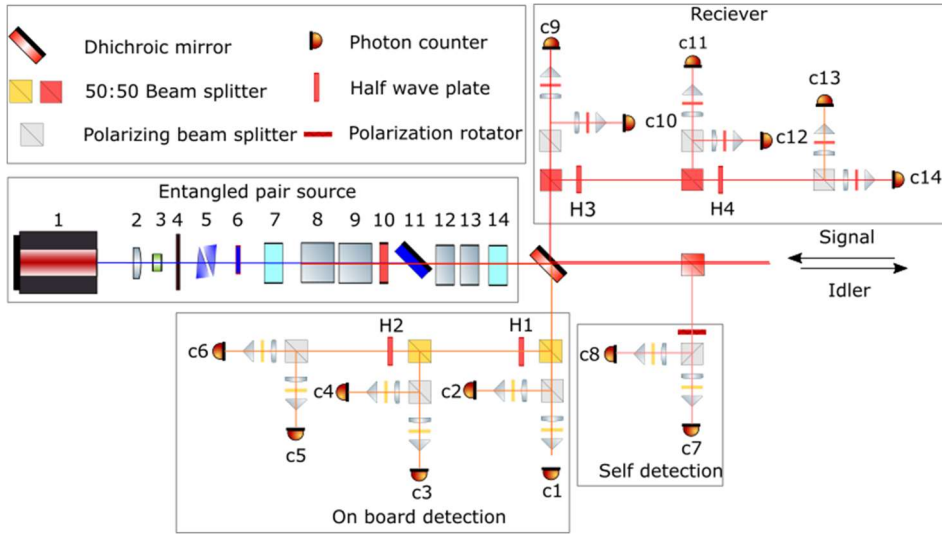 Dhichroic mirror
Photon counter
50:50 Beam splitter
Half wave plate
Polarizing beam splitter
Polarization rotator
Reciever
c9
c11
c13
c10
c12
c14
H3
H4
Entangled pair source
1 2 3 4 5 6 7 8 9 10 11 12 13 14
Signal
Idler
H2
H1
c6
c4
c2
c8
c5
c3
c1
c7
On board detection
Self detection